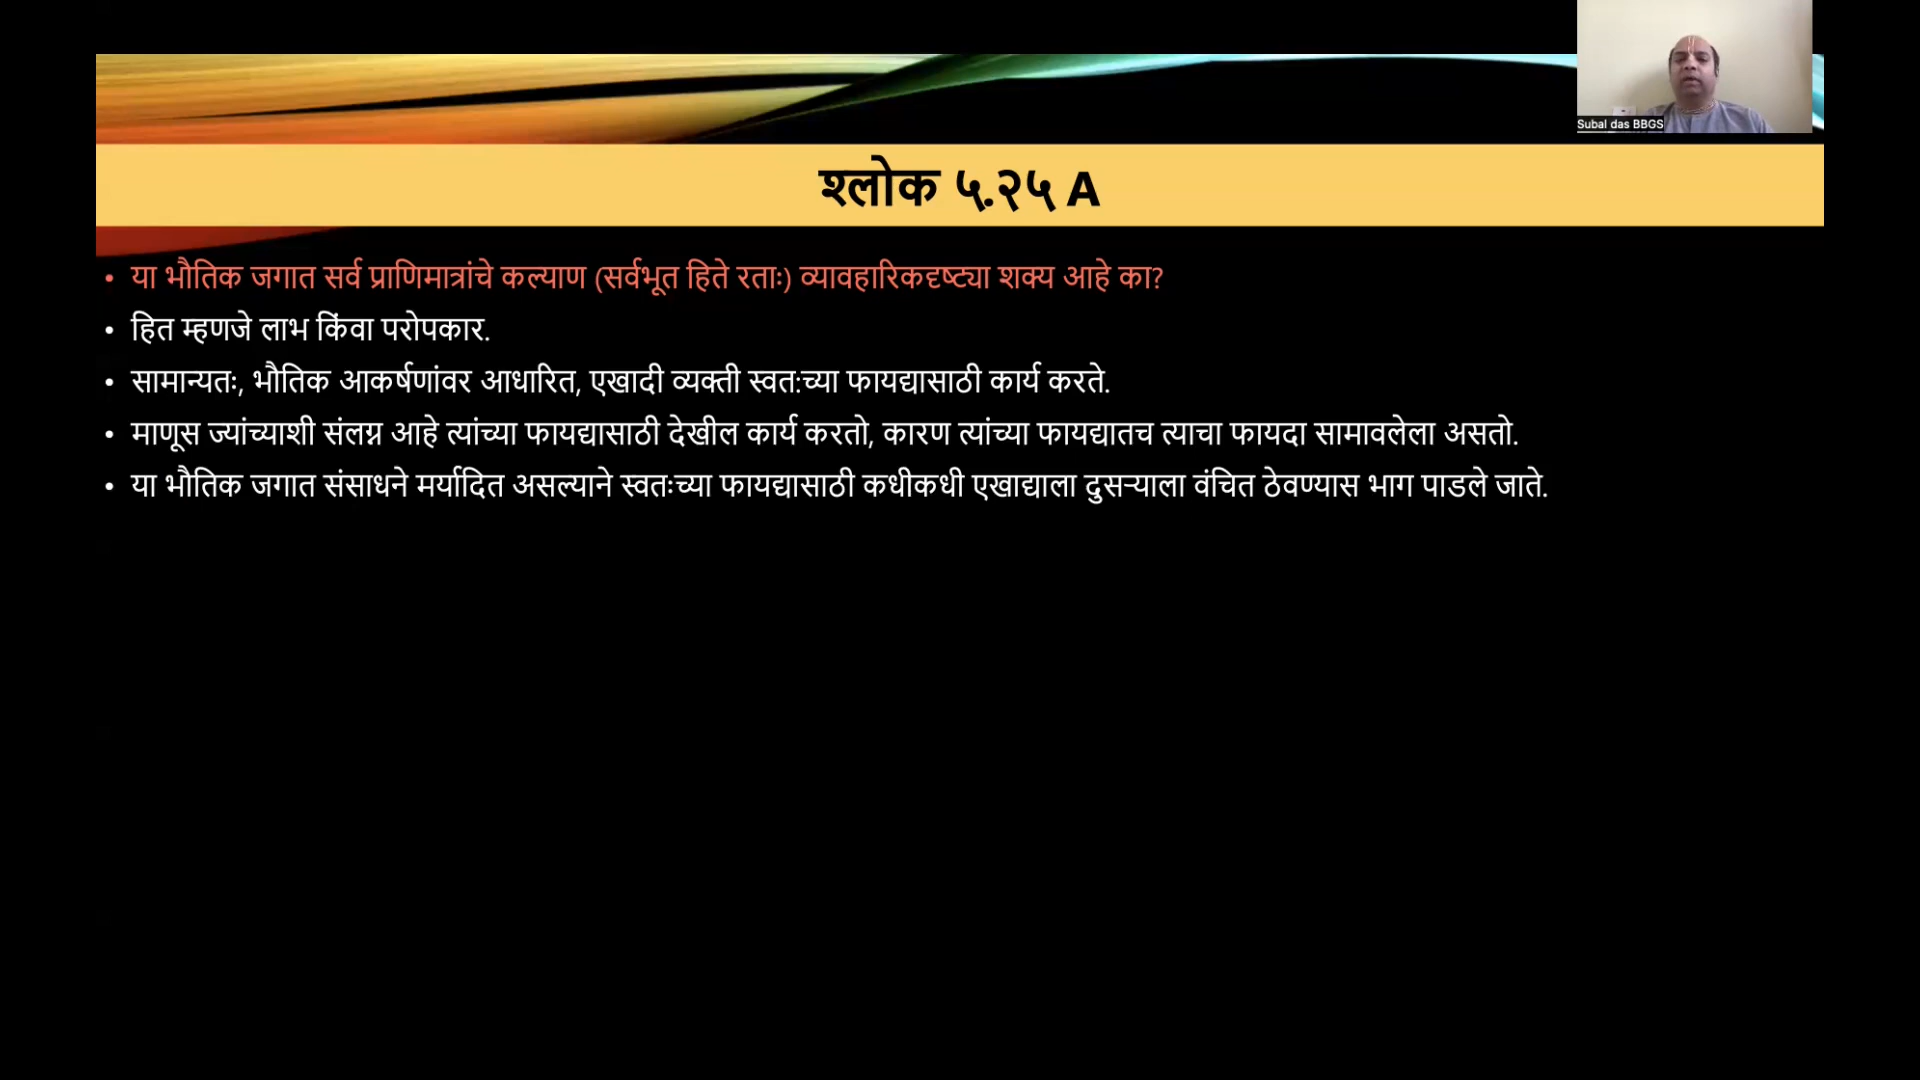 Subal das BBGS
श्लोक ५.२५ A
• या भौतिक जगात सर्व प्राणिमात्रांचे कल्याण (सर्वभूत हिते रताः) व्यावहारिकदृष्ट्या शक्य आहे का?
• हित म्हणजे लाभ किंवा परोपकार.
• सामान्यतः, भौतिक आकर्षणांवर आधारित, एखादी व्यक्ती स्वत:च्या फायद्यासाठी कार्य करते.
• माणूस ज्यांच्याशी संलग्न आहे त्यांच्या फायद्यासाठी देखील कार्य करतो, कारण त्यांच्या फायद्यातच त्याचा फायदा सामावलेला असतो.
• या भौतिक जगात संसाधने मर्यादित असल्याने स्वतःच्या फायद्यासाठी कधीकधी एखाद्याला दुसऱ्याला वंचित ठेवण्यास भाग पाडले जाते.